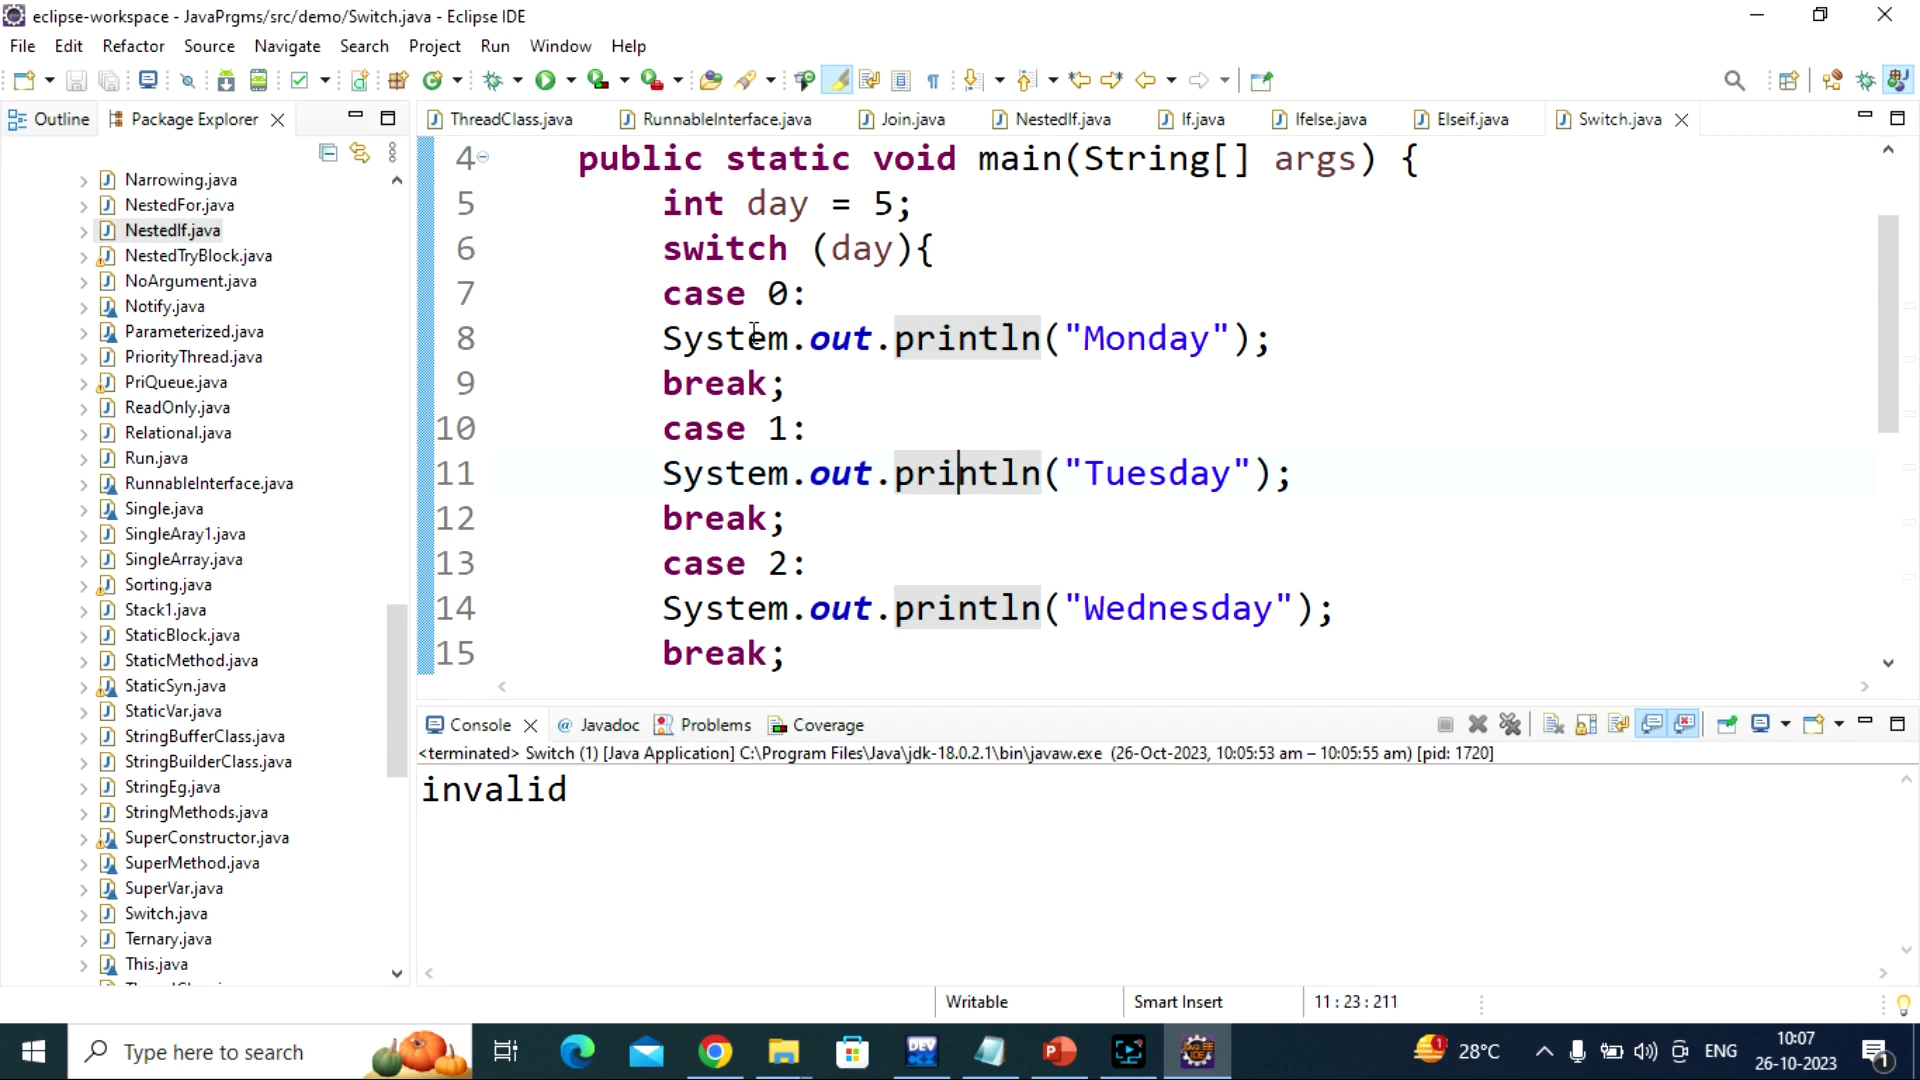 eclipse-workspace - JavaPrgms/src/demo/Switch.java - Eclipse IDE
File Edit Refactor Source Navigate Search Project Run Window Help
Outline Package Explorer
ThreadClass.java RunnableInterface.java Join.java NestedIf.java If.java Ifelse.java Elseif.java Switch.java
Narrowing.java
NestedFor.java
NestedIf.java
NestedTryBlock.java
NoArgument.java
Notify.java
Parameterized.java
PriorityThread.java
PriQueue.java
ReadOnly.java
Relational.java
Run.java
RunnableInterface.java
Single.java
SingleAray1.java
SingleArray.java
Sorting.java
Stack1.java
StaticBlock.java
StaticMethod.java
StaticSyn.java
StaticVar.java
StringBufferClass.java
StringBuilderClass.java
StringEg.java
StringMethods.java
SuperConstructor.java
SuperMethod.java
SuperVar.java
Switch.java
Ternary.java
This.java
4 public static void main(String[] args) {
5 int day = 5;
6 switch (day){
7 case 0:
8 System.out.println("Monday");
9 break;
10 case 1:
11 System.out.println("Tuesday");
12 break;
13 case 2:
14 System.out.println("Wednesday");
15 break;
Console @ Javadoc Problems Coverage
<terminated> Switch (1) [Java Application] C:\Program Files\Java\jdk-18.0.2.1\bin\javaw.exe (26-Oct-2023, 10:05:53 am – 10:05:55 am) [pid: 1720]
invalid
Writable Smart Insert 11 : 23 : 211
Type here to search
28°C ENG 10:07
26-10-2023